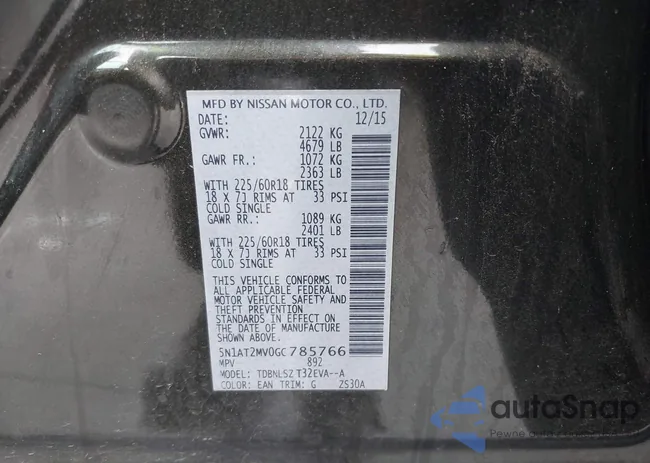 MFD BY NISSAN MOTOR CO., LTD.
DATE: 12/15
GVWR: 2122 KG
4679 LB
GAWR FR.: 1072 KG
2363 LB
WITH 225/60R18 TIRES
18 X 7J RIMS AT 33 PSI
COLD SINGLE
GAWR RR.: 1089 KG
2401 LB
WITH 225/60R18 TIRES
18 X 7J RIMS AT 33 PSI
COLD SINGLE
THIS VEHICLE CONFORMS TO
ALL APPLICABLE FEDERAL
MOTOR VEHICLE SAFETY AND
THEFT PREVENTION
STANDARDS IN EFFECT ON
THE DATE OF MANUFACTURE
SHOWN ABOVE.
5N1AT2MV0GC785766
MPV 892
MODEL: TDBNLSZ T32EVA--A
COLOR: EAN TRIM: G ZS30A
autoSnap
Pewne auto